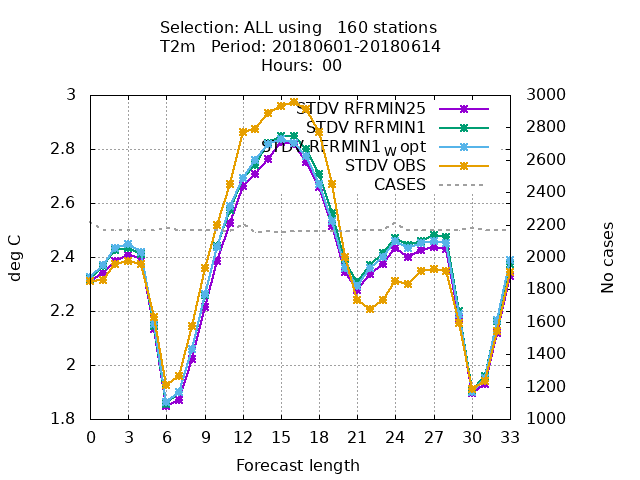 Selection: ALL using   160 stations
T2m   Period: 20180601-20180614
Hours:  00
3
2.8
2.6
2.4
2.2
2
1.8
deg C
STDV RFRMIN25
STDV RFRMIN1
STDV RFRMIN1_w opt
STDV OBS
CASES
3000
2800
2600
2400
2200
2000
1800
1600
1400
1200
1000
No cases
0 3 6 9 12 15 18 21 24 27 30 33
Forecast length